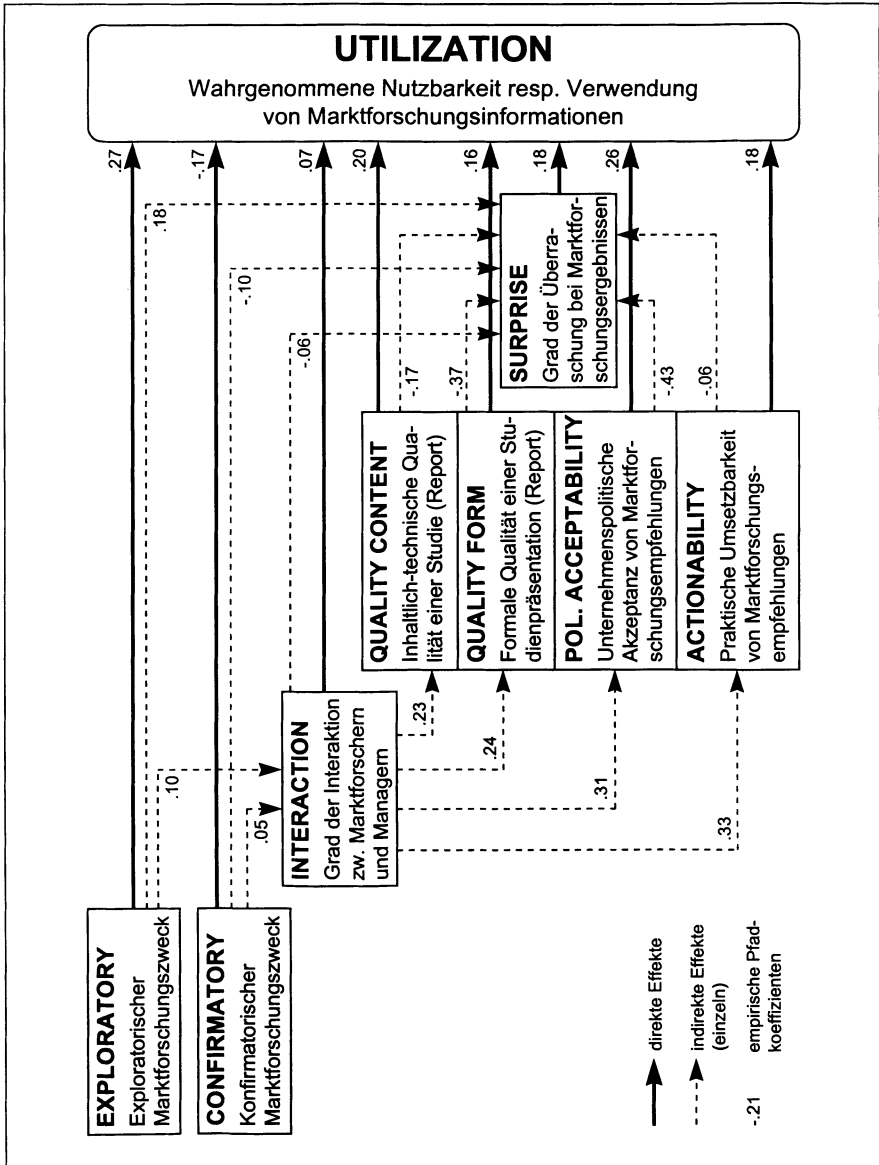 UTILIZATION
Wahrgenommene Nutzbarkeit resp. Verwendung
von Marktforschungsinformationen
.27
-.17
.07
.20
.16
.18
.26
.18
.18
-.10
-.06
-.17
-.37
-.43
-.06
SURPRISE
Grad der Überra-
schung bei Marktfor-
schungsergebnissen
QUALITY CONTENT
Inhaltlich-technische Qua-
lität einer Studie (Report)
QUALITY FORM
Formale Qualität einer Stu-
dienpräsentation (Report)
POL. ACCEPTABILITY
Unternehmenspolitische
Akzeptanz von Marktfor-
schungsempfehlungen
ACTIONABILITY
Praktische Umsetzbarkeit
von Marktforschungs-
empfehlungen
INTERACTION
Grad der Interaktion
zw. Marktforschern
und Managern
.10
.05
.23
.24
.31
.33
EXPLORATORY
Exploratorischer
Marktforschungszweck
CONFIRMATORY
Konfirmatorischer
Marktforschungszweck
direkte Effekte
indirekte Effekte
(einzeln)
-.21 empirische Pfad-
koeffizienten